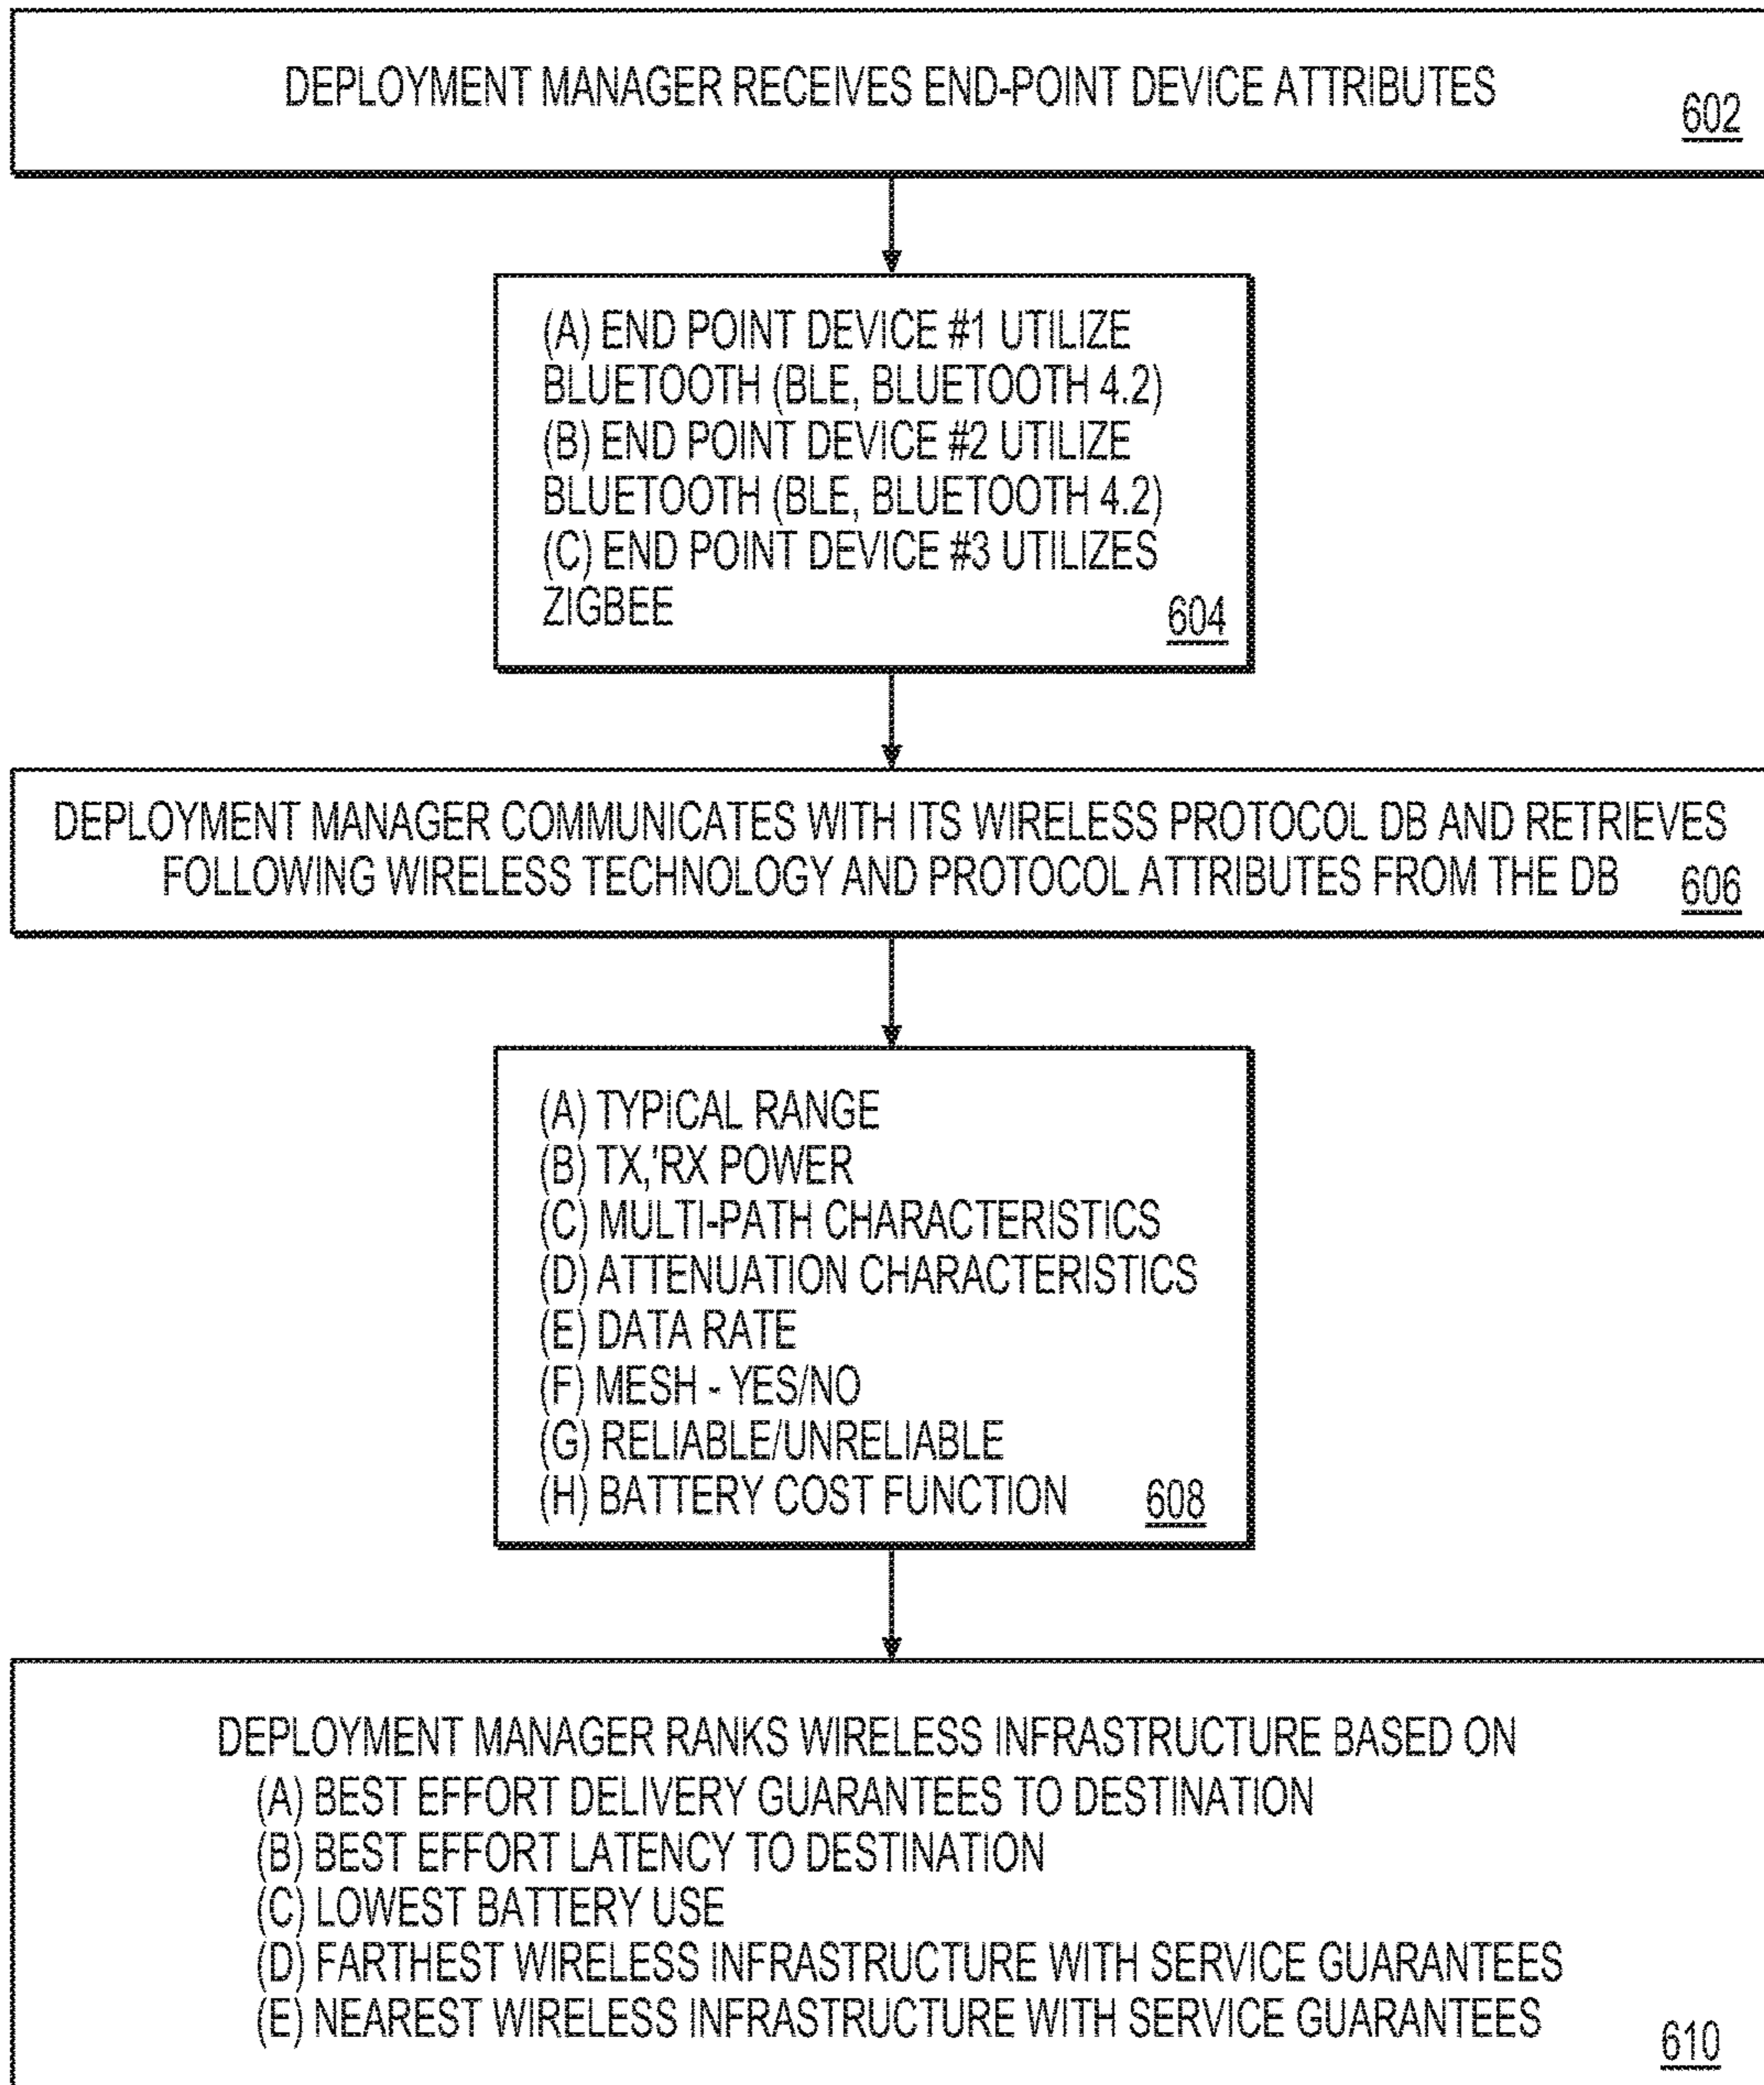 DEPLOYMENT MANAGER RECEIVES END-POINT DEVICE ATTRIBUTES
602
(A) END POINT DEVICE #1 UTILIZE
BLUETOOTH (BLE, BLUETOOTH 4.2)
(B) END POINT DEVICE #2 UTILIZE
BLUETOOTH (BLE, BLUETOOTH 4.2)
(C) END POINT DEVICE #3 UTILIZES
ZIGBEE
604
DEPLOYMENT MANAGER COMMUNICATES WITH ITS WIRELESS PROTOCOL DB AND RETRIEVES
FOLLOWING WIRELESS TECHNOLOGY AND PROTOCOL ATTRIBUTES FROM THE DB
606
(A) TYPICAL RANGE
(B) TX,'RX POWER
(C) MULTI-PATH CHARACTERISTICS
(D) ATTENUATION CHARACTERISTICS
(E) DATA RATE
(F) MESH - YES/NO
(G) RELIABLE/UNRELIABLE
(H) BATTERY COST FUNCTION
608
DEPLOYMENT MANAGER RANKS WIRELESS INFRASTRUCTURE BASED ON
(A) BEST EFFORT DELIVERY GUARANTEES TO DESTINATION
(B) BEST EFFORT LATENCY TO DESTINATION
(C) LOWEST BATTERY USE
(D) FARTHEST WIRELESS INFRASTRUCTURE WITH SERVICE GUARANTEES
(E) NEAREST WIRELESS INFRASTRUCTURE WITH SERVICE GUARANTEES
610